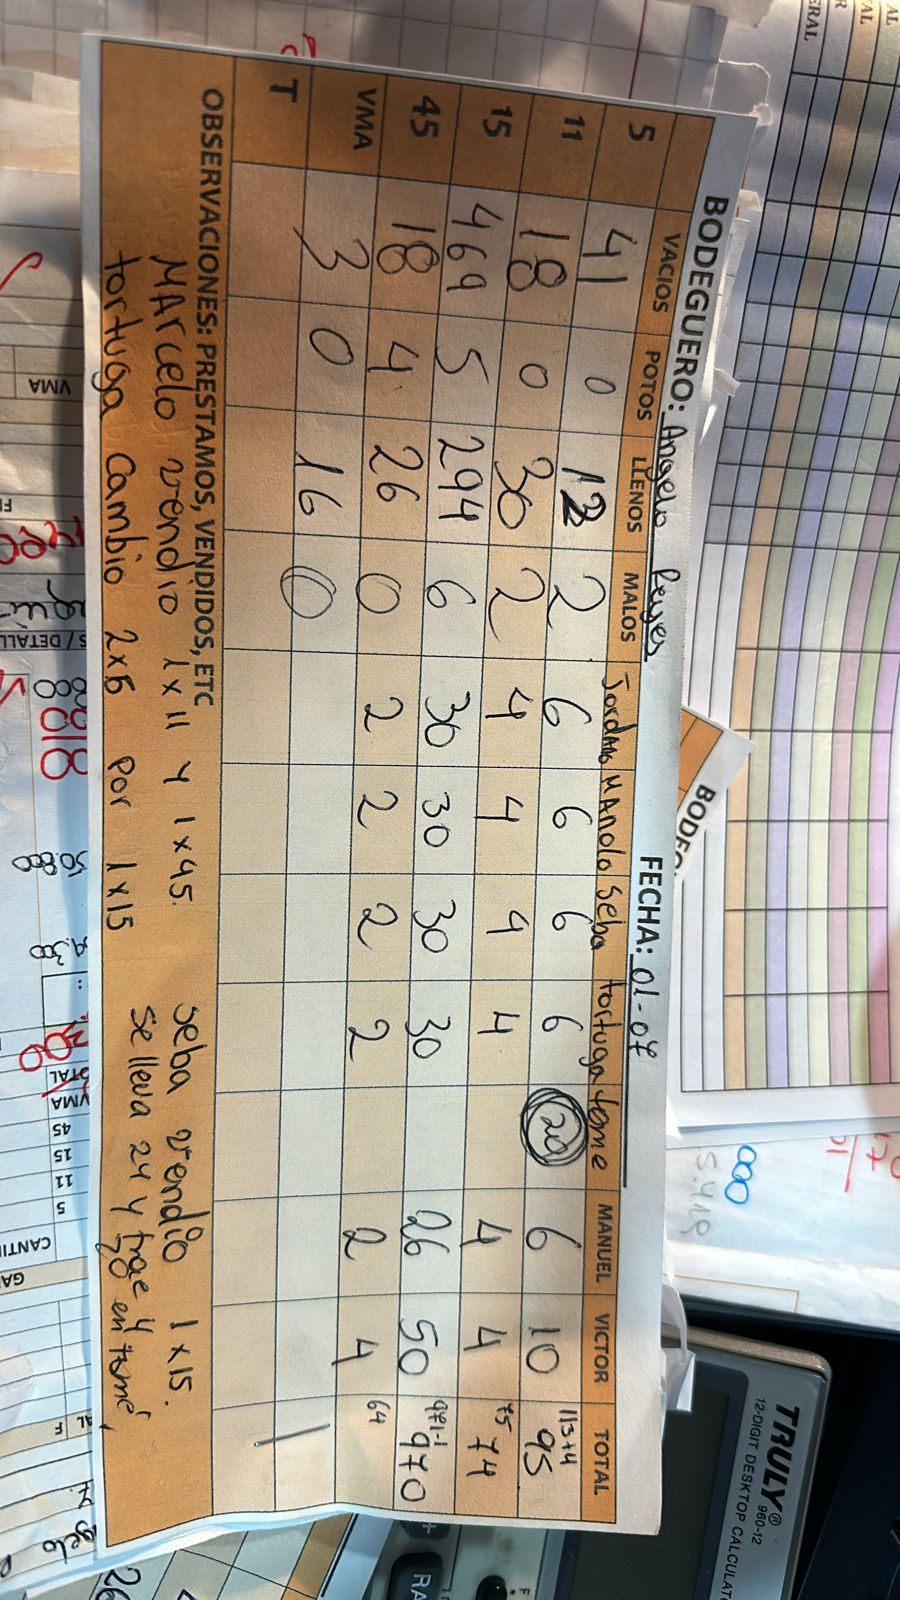 AL
TAL
R
ERAL
000
5.419
TRULY®
960-12
12-DIGIT DESKTOP CALCULAT
BODEG
BODEGUERO: Angelo Reyes FECHA: 01-07
VACIOS POTOS LLENOS MALOS Jordano MAnolo Seba tortuga tome MANUEL VICTOR TOTAL
5 41 0 12 2 6 6 6 6 20 6 10 113+4 95
11 18 0 30 2 4 4 4 4 4 4 75 74
15 469 5 294 6 30 30 30 30 26 50 971-1 970
45 18 4 26 0 2 2 2 2 2 4 64
VMA 3 0 16 0
T
OBSERVACIONES: PRESTAMOS, VENDIDOS, ETC
MARcelo vendio 1x11 y 1x45. Seba vendio 1x15.
tortuga Cambio 2x5 por 1x15 se lleva 24 y trae 4
20 en tomé
RA
F
26
VMA
50.800
9.300
VMA
45
15
11
5
CANTI
GA
AL F